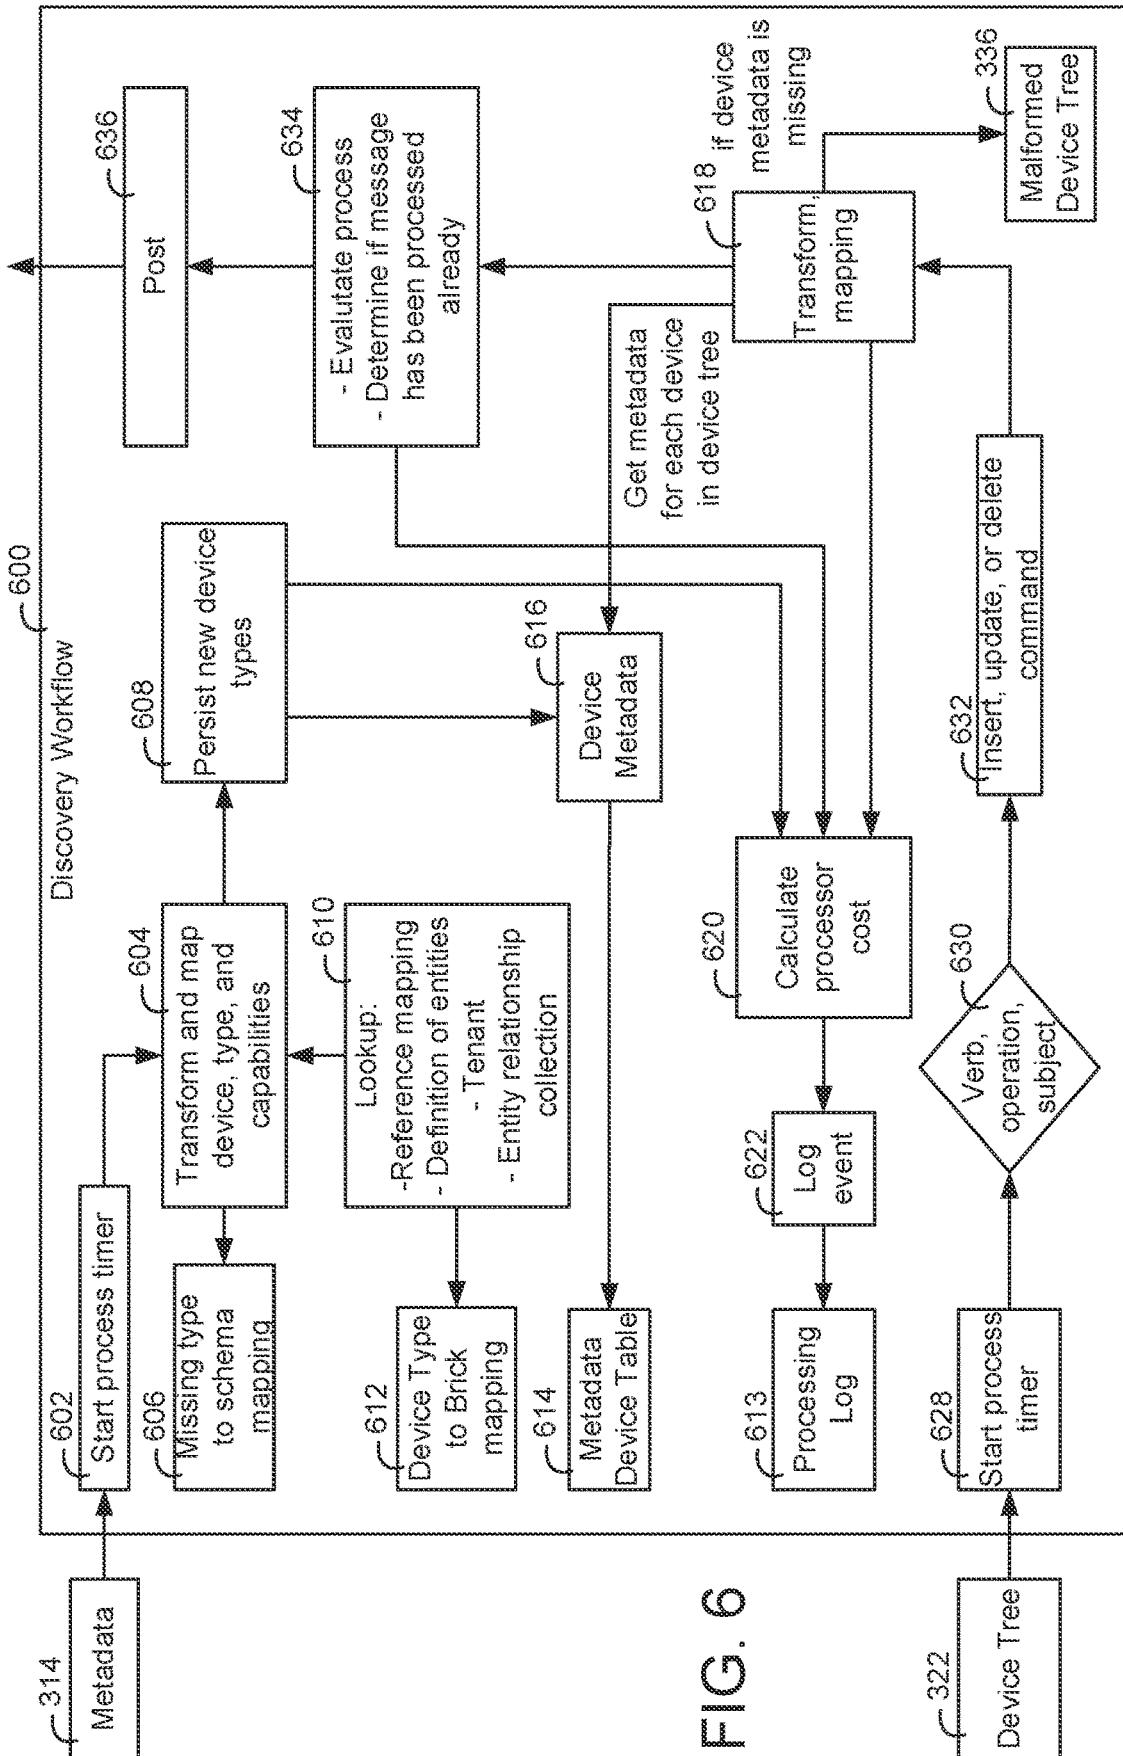 600
Discovery Workflow
314
Metadata
602
Start process timer
604
Transform and map
device, type, and
capabilities
606
Missing type
to schema
mapping
608
Persist new device
types
610
Lookup:
-Reference mapping
- Definition of entities
- Tenant
- Entity relationship
collection
612
Device Type
to Brick
mapping
614
Metadata
Device Table
616
Device
Metadata
636
Post
634
- Evalutate process
- Determine if message
has been processed
already
Get metadata
for each device
in device tree
618
Transform,
mapping
if device
metadata is
missing
336
Malformed
Device Tree
620
Calculate
processor
cost
622
Log
event
613
Processing
Log
322
Device Tree
628
Start process
timer
630
Verb,
operation,
subject
632
Insert, update, or delete
command
FIG. 6